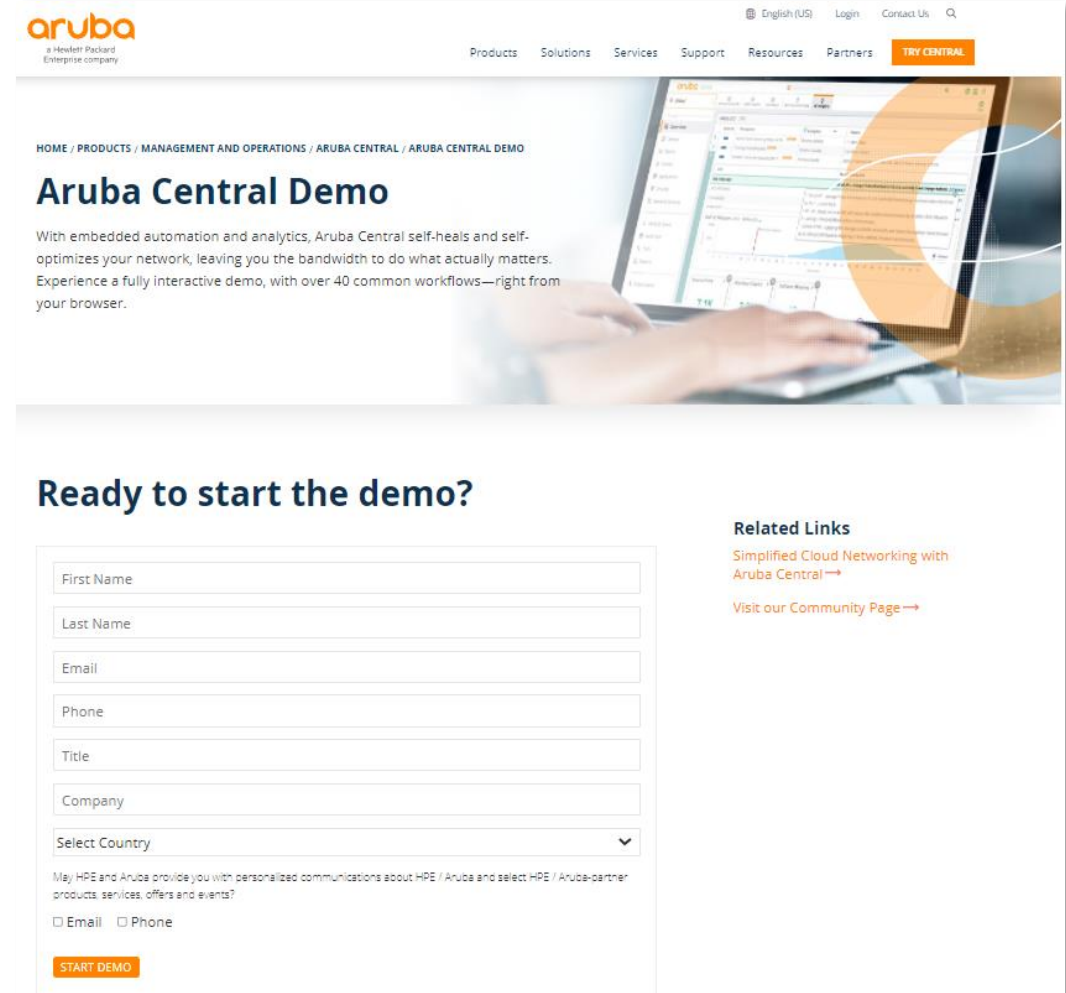 English (US) Login Contact Us
aruba
a Hewlett Packard
Enterprise company
Products Solutions Services Support Resources Partners TRY CENTRAL
HOME / PRODUCTS / MANAGEMENT AND OPERATIONS / ARUBA CENTRAL / ARUBA CENTRAL DEMO
Aruba Central Demo
With embedded automation and analytics, Aruba Central self-heals and self-
optimizes your network, leaving you the bandwidth to do what actually matters.
Experience a fully interactive demo, with over 40 common workflows—right from
your browser.
aruba
Ready to start the demo?
First Name
Last Name
Email
Phone
Title
Company
Select Country
May HPE and Aruba provide you with personalized communications about HPE / Aruba and select HPE / Aruba-partner
products, services, offers and events?
Email Phone
START DEMO
Related Links
Simplified Cloud Networking with
Aruba Central→
Visit our Community Page→